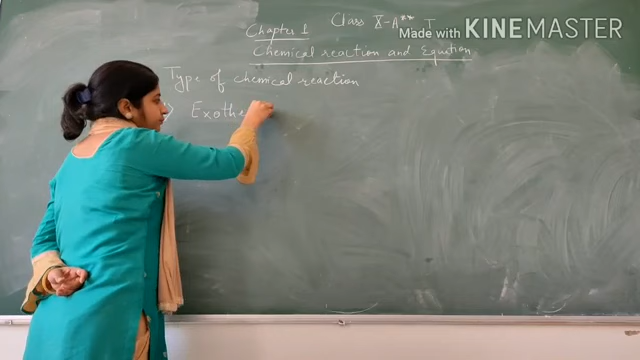 Chapter 1 Class X-A**
Made with KINEMASTER
Chemical reaction and Equation
Type of chemical reaction
Exothe